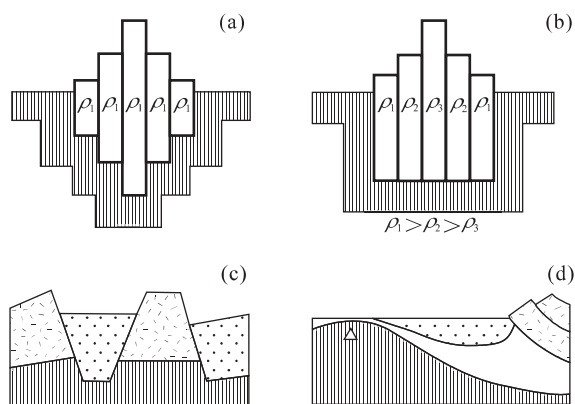 (a)
ρ₁ ρ₁ ρ₁ ρ₁ ρ₁
(b)
ρ₁ ρ₂ ρ₃ ρ₂ ρ₁
ρ₁ > ρ₂ > ρ₃
(c)
(d)